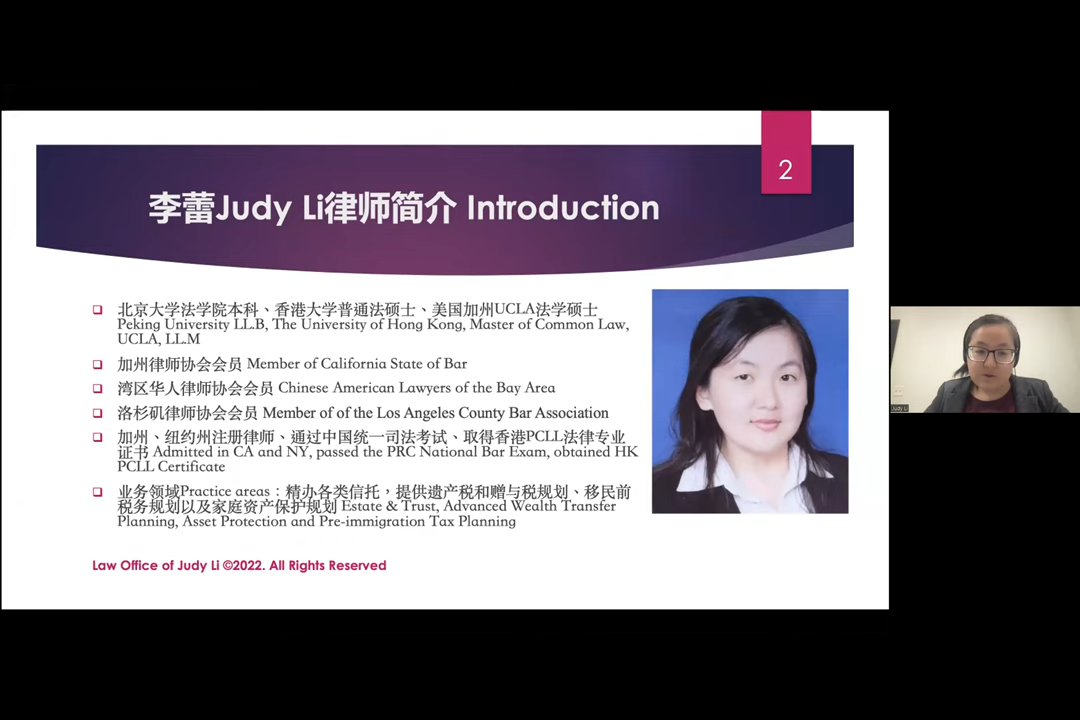 2
李蕾Judy Li律师简介 Introduction
北京大学法学院本科、香港大学普通法硕士、美国加州UCLA法学硕士
Peking University LL.B, The University of Hong Kong, Master of Common Law,
UCLA, LL.M
加州律师协会会员 Member of California State of Bar
湾区华人律师协会会员 Chinese American Lawyers of the Bay Area
洛杉矶律师协会会员 Member of of the Los Angeles County Bar Association
加州、纽约州注册律师、通过中国统一司法考试、取得香港PCLL法律专业
证书 Admitted in CA and NY, passed the PRC National Bar Exam, obtained HK
PCLL Certificate
业务领域Practice areas：精办各类信托，提供遗产税和赠与税规划、移民前
税务规划以及家庭资产保护规划 Estate & Trust, Advanced Wealth Transfer
Planning, Asset Protection and Pre-immigration Tax Planning
Law Office of Judy Li ©2022. All Rights Reserved
Judy Li